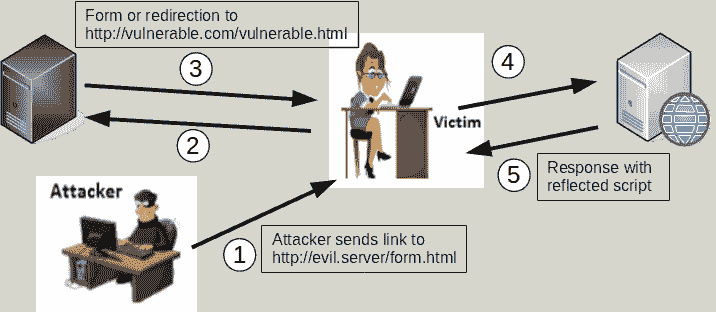 Form or redirection to
http://vulnerable.com/vulnerable.html
3
4
2
Victim
5
Response with
reflected script
Attacker
1
Attacker sends link to
http://evil.server/form.html